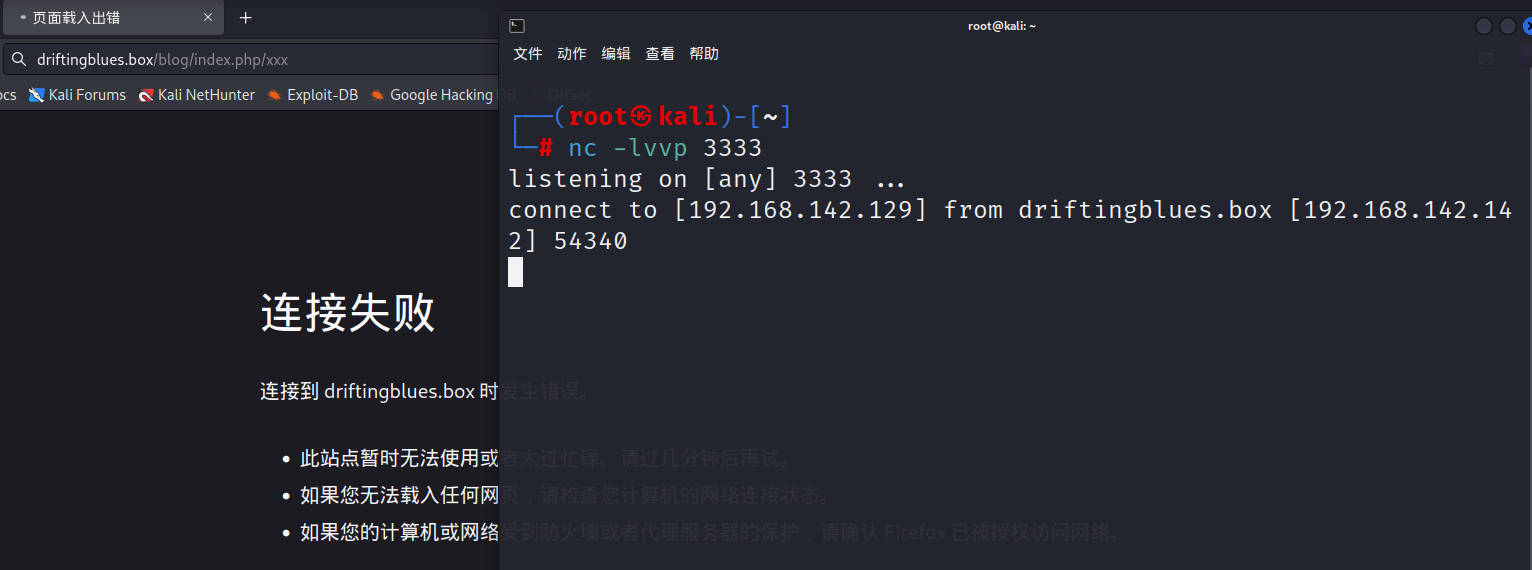 页面载入出错
root@kali: ~
文件 动作 编辑 查看 帮助
driftingblues.box/blog/index.php/xxx
ocs Kali Forums Kali NetHunter Exploit-DB Google Hacking DB OffSec
┌──(root㉿kali)-[~]
└─# nc -lvvp 3333
listening on [any] 3333 ...
connect to [192.168.142.129] from driftingblues.box [192.168.142.14
2] 54340
连接失败
连接到 driftingblues.box 时发生错误。
• 此站点暂时无法使用或者太过忙碌。请过几分钟后再试。
• 如果您无法载入任何网页，请检查您计算机的网络连接状态。
• 如果您的计算机或网络受到防火墙或者代理服务器的保护，请确认 Firefox 已被授权访问网络。